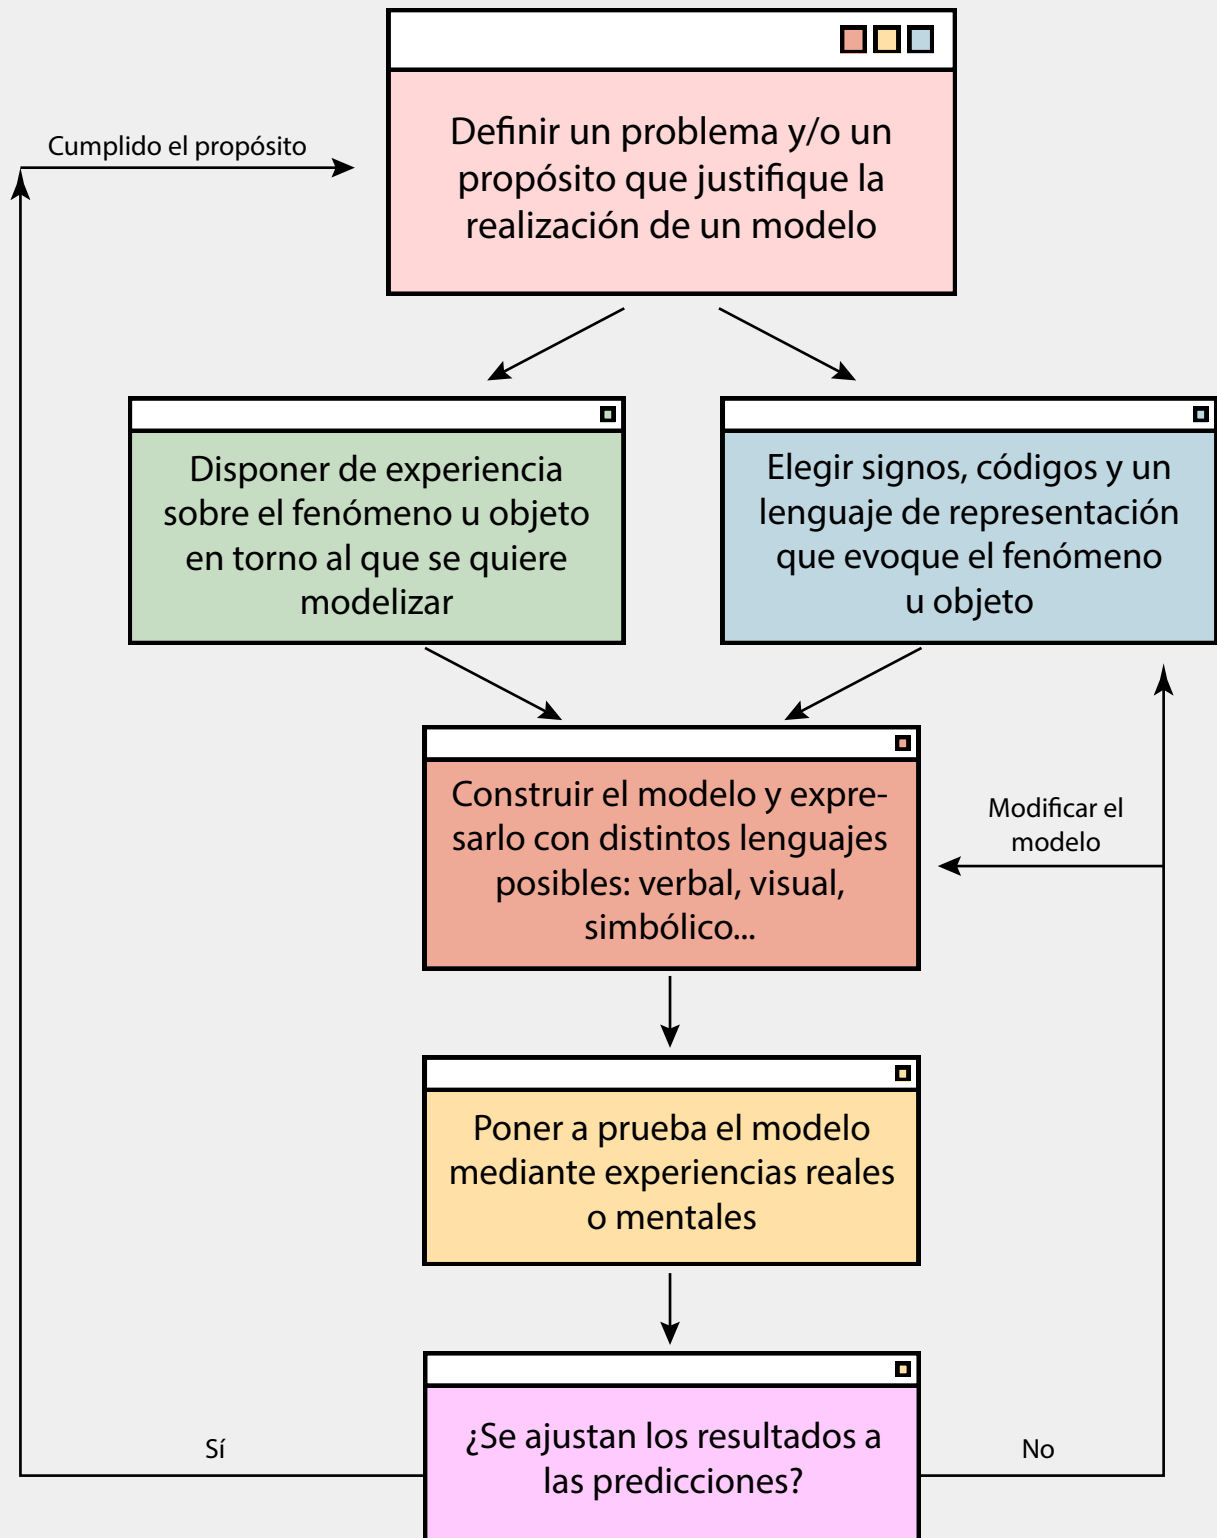 Definir un problema y/o un
propósito que justifique la
realización de un modelo
Cumplido el propósito
Disponer de experiencia
sobre el fenómeno u objeto
en torno al que se quiere
modelizar
Elegir signos, códigos y un
lenguaje de representación
que evoque el fenómeno
u objeto
Construir el modelo y expre-
sarlo con distintos lenguajes
posibles: verbal, visual,
simbólico...
Modificar el
modelo
Poner a prueba el modelo
mediante experiencias reales
o mentales
¿Se ajustan los resultados a
las predicciones?
Sí
No